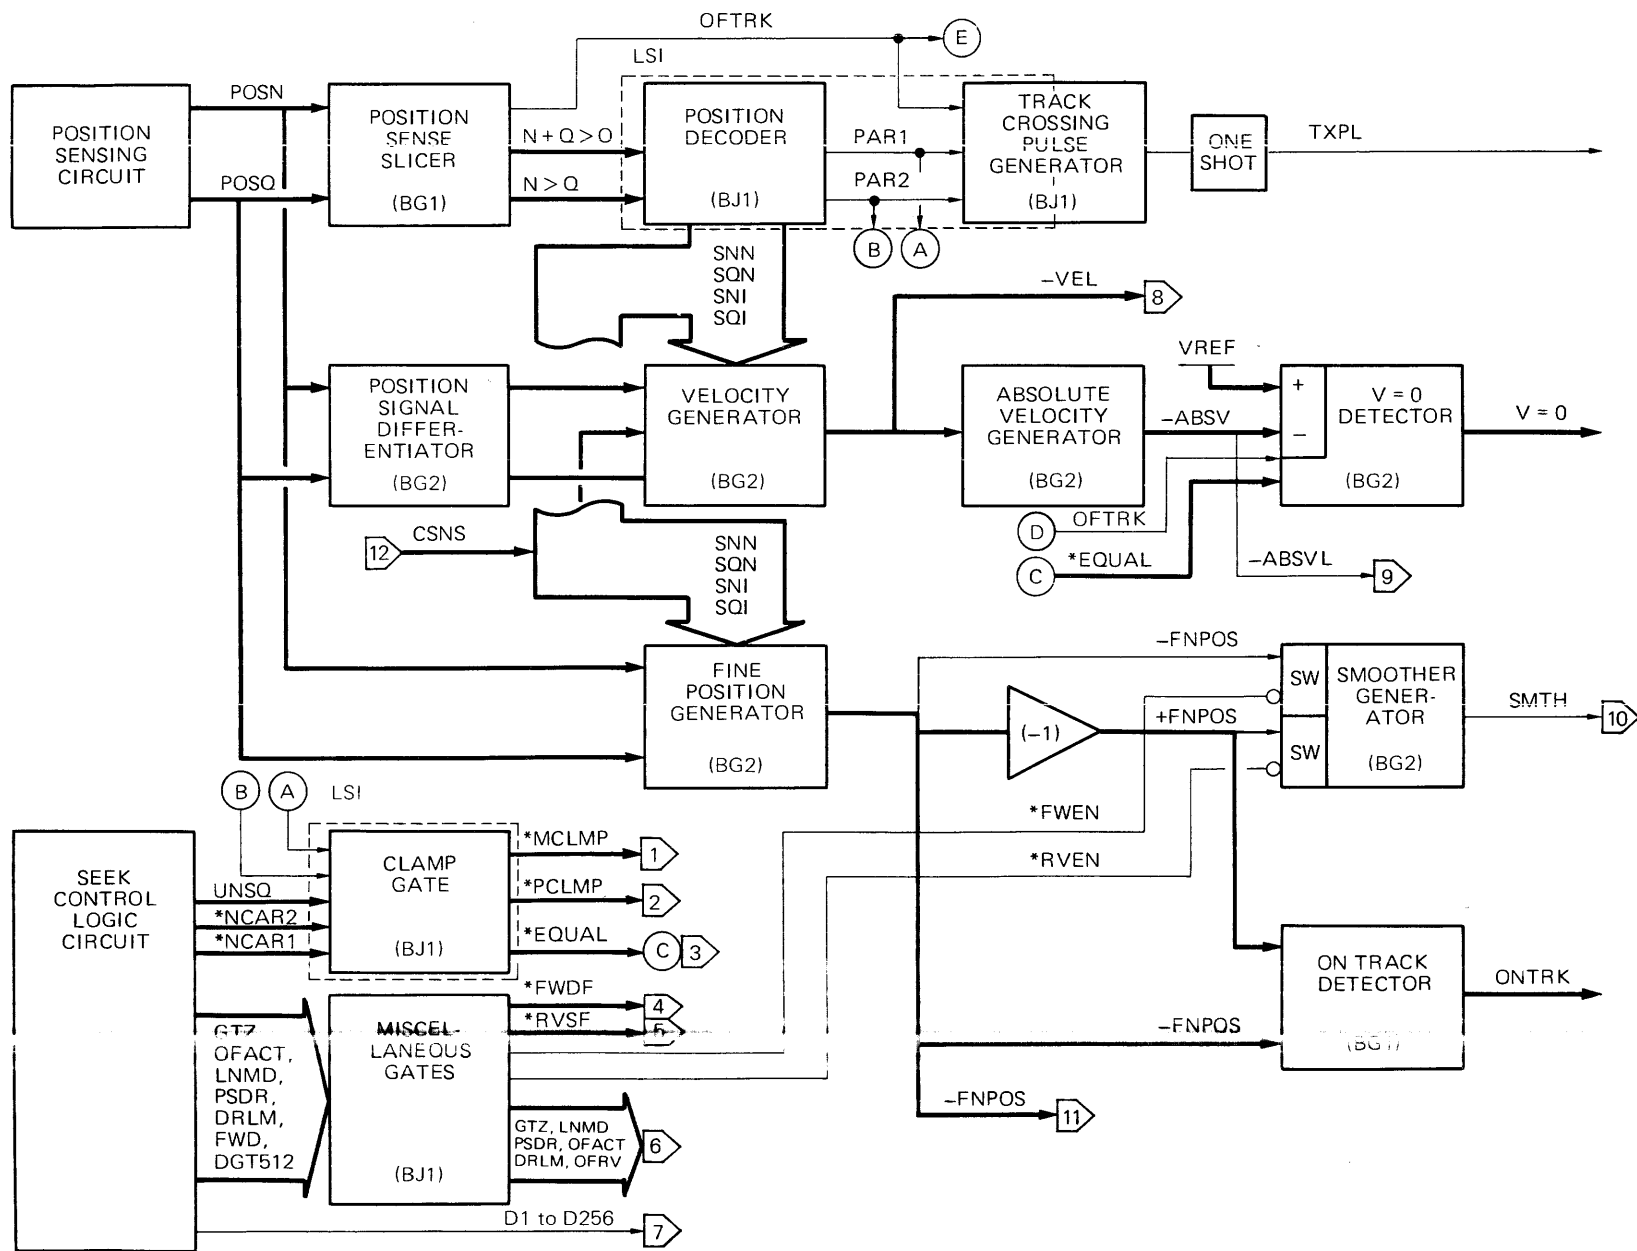 OFTRK
E
LSI
POSITION
SENSING
CIRCUIT
POSN
POSQ
POSITION
SENSE
SLICER
(BG1)
N + Q > O
N > Q
POSITION
DECODER
(BJ1)
PAR1
PAR2
B
A
TRACK
CROSSING
PULSE
GENERATOR
(BJ1)
ONE
SHOT
TXPL
SNN
SQN
SNI
SQI
–VEL
8
POSITION
SIGNAL
DIFFER-
ENTIATOR
(BG2)
VELOCITY
GENERATOR
(BG2)
ABSOLUTE
VELOCITY
GENERATOR
(BG2)
–ABSV
VREF
+
–
V = 0
DETECTOR
(BG2)
V = 0
D
OFTRK
C
*EQUAL
–ABSVL
9
12
CSNS
SNN
SQN
SNI
SQI
FINE
POSITION
GENERATOR
(BG2)
–FNPOS
(–1)
+FNPOS
SW
SW
SMOOTHER
GENER-
ATOR
(BG2)
SMTH
10
*FWEN
*RVEN
B
A
LSI
SEEK
CONTROL
LOGIC
CIRCUIT
UNSQ
*NCAR2
*NCAR1
CLAMP
GATE
(BJ1)
*MCLMP
1
*PCLMP
2
*EQUAL
C
3
GTZ,
OFACT,
LNMD,
PSDR,
DRLM,
FWD,
DGT512
MISCEL-
LANEOUS
GATES
(BJ1)
*FWDF
4
*RVSF
5
GTZ, LNMD
PSDR, OFACT
DRLM, OFRV
6
D1 to D256
7
–FNPOS
ON TRACK
DETECTOR
(BG1)
ONTRK
–FNPOS
11